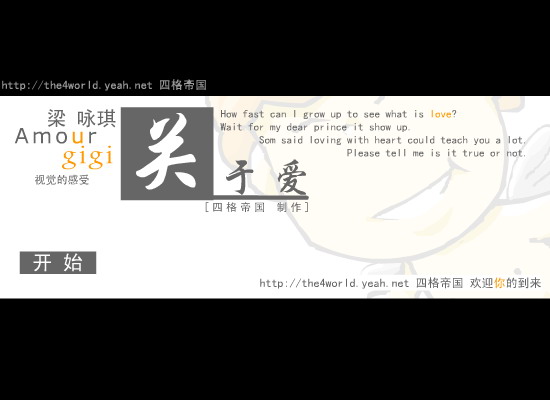 http://the4world.yeah.net 四格帝国
梁 咏琪
Amour
gigi
视觉的感受
关
于 爱
[四格帝国 制作]
How fast can I grow up to see what is love?
Wait for my dear prince it show up.
Som said loving with heart could teach you a lot.
Please tell me is it true or not.
开 始
http://the4world.yeah.net 四格帝国 欢迎你的到来